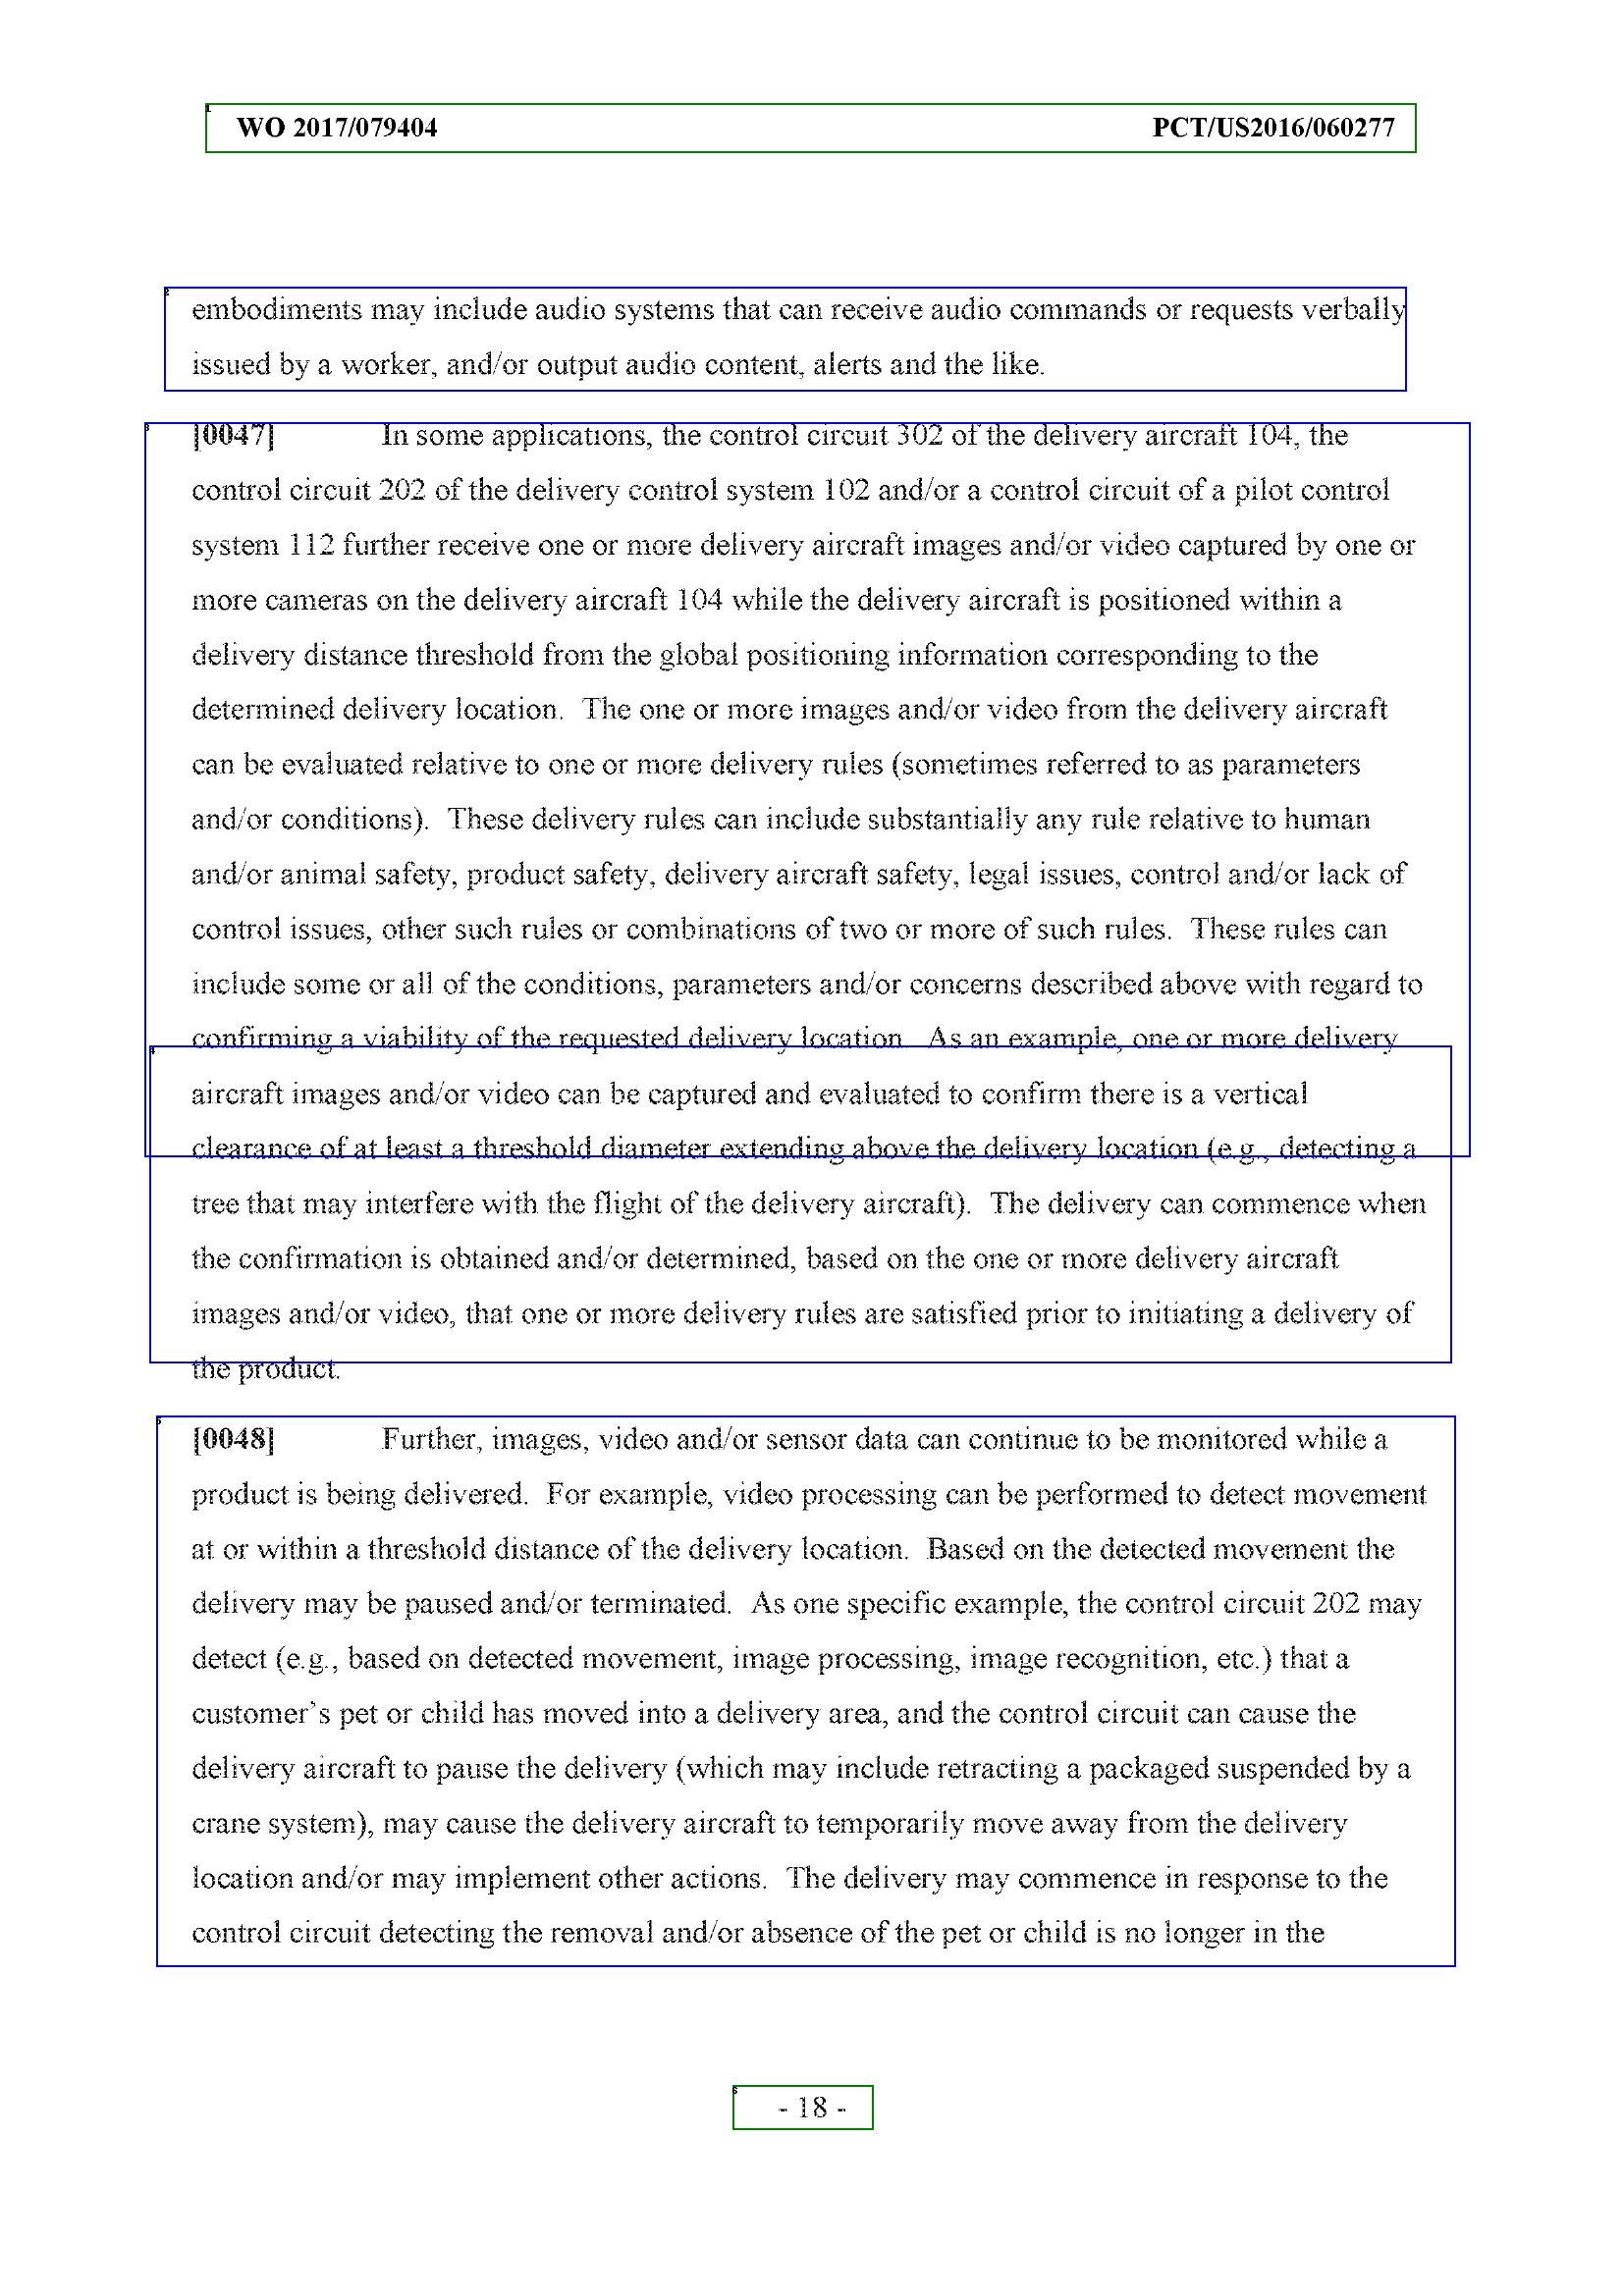 WO 2017/079404 PCT/US2016/060277
embodiments may include audio systems that can receive audio commands or requests verbally
issued by a worker, and/or output audio content, alerts and the like.
[0047] In some applications, the control circuit 302 of the delivery aircraft 104, the
control circuit 202 of the delivery control system 102 and/or a control circuit of a pilot control
system 112 further receive one or more delivery aircraft images and/or video captured by one or
more cameras on the delivery aircraft 104 while the delivery aircraft is positioned within a
delivery distance threshold from the global positioning information corresponding to the
determined delivery location. The one or more images and/or video from the delivery aircraft
can be evaluated relative to one or more delivery rules (sometimes referred to as parameters
and/or conditions). These delivery rules can include substantially any rule relative to human
and/or animal safety, product safety, delivery aircraft safety, legal issues, control and/or lack of
control issues, other such rules or combinations of two or more of such rules. These rules can
include some or all of the conditions, parameters and/or concerns described above with regard to
confirming a viability of the requested delivery location. As an example, one or more delivery
aircraft images and/or video can be captured and evaluated to confirm there is a vertical
clearance of at least a threshold diameter extending above the delivery location (e.g., detecting a
tree that may interfere with the flight of the delivery aircraft). The delivery can commence when
the confirmation is obtained and/or determined, based on the one or more delivery aircraft
images and/or video, that one or more delivery rules are satisfied prior to initiating a delivery of
the product.
[0048] Further, images, video and/or sensor data can continue to be monitored while a
product is being delivered. For example, video processing can be performed to detect movement
at or within a threshold distance of the delivery location. Based on the detected movement the
delivery may be paused and/or terminated. As one specific example, the control circuit 202 may
detect (e.g., based on detected movement, image processing, image recognition, etc.) that a
customer's pet or child has moved into a delivery area, and the control circuit can cause the
delivery aircraft to pause the delivery (which may include retracting a packaged suspended by a
crane system), may cause the delivery aircraft to temporarily move away from the delivery
location and/or may implement other actions. The delivery may commence in response to the
control circuit detecting the removal and/or absence of the pet or child is no longer in the
- 18 -